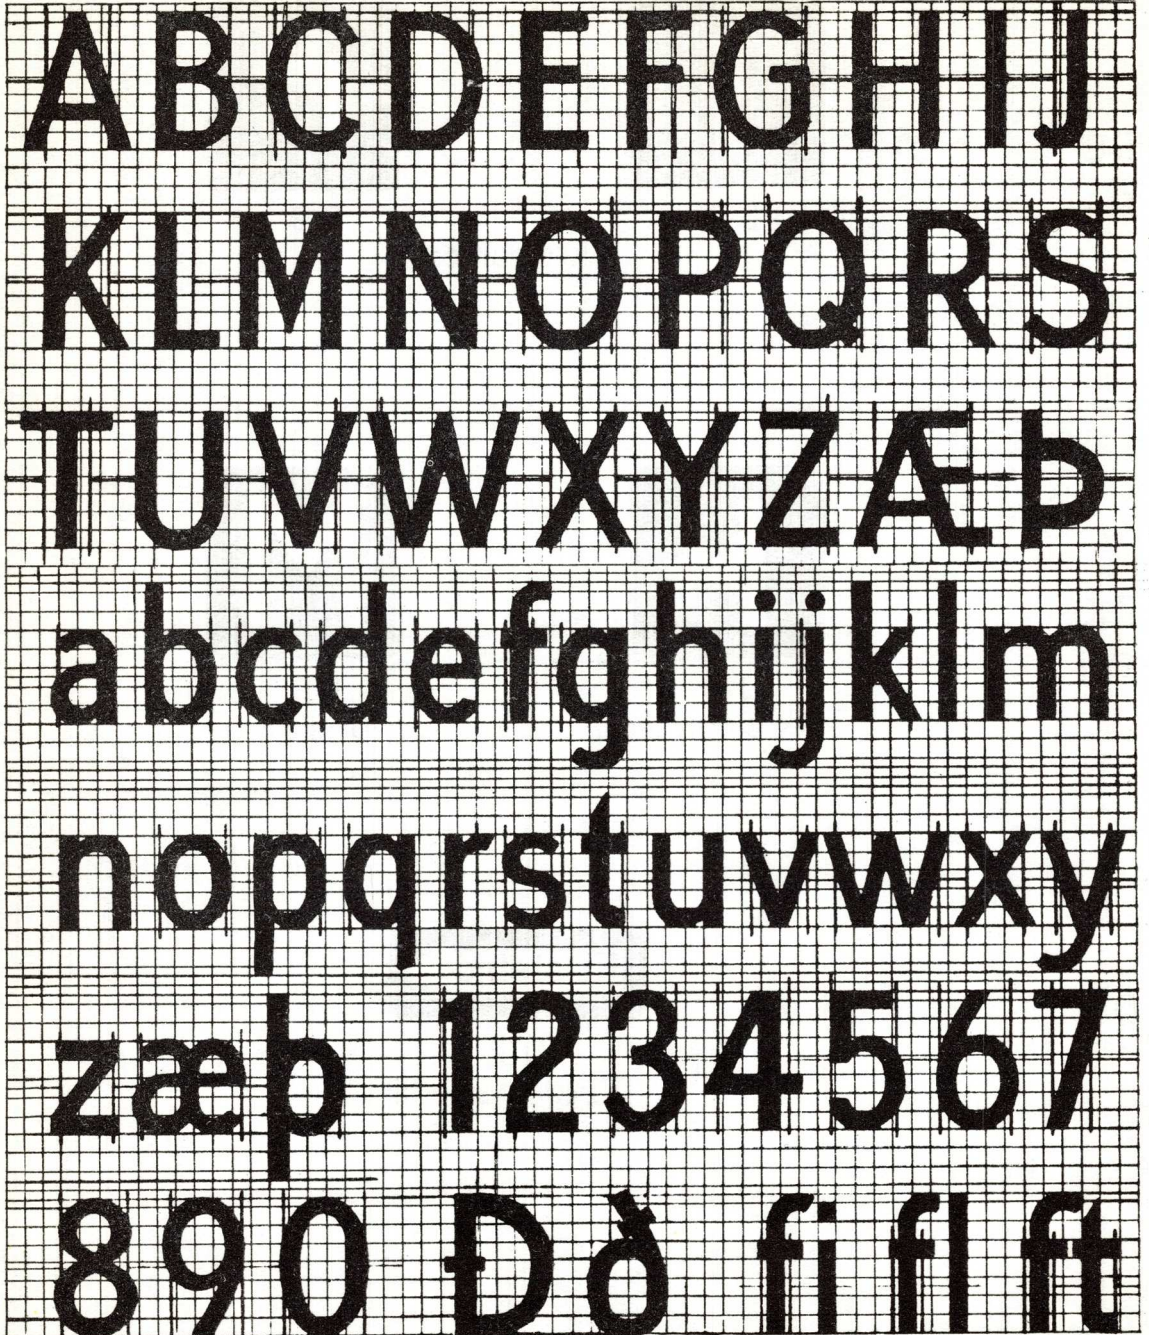 ABCDEFGHIJ
KLMNOPQRS
TUVWXYZÆÞ
abcdefghijklm
nopqrstuvwxy
zæþ 1234567
890 Ðð fi fl ft